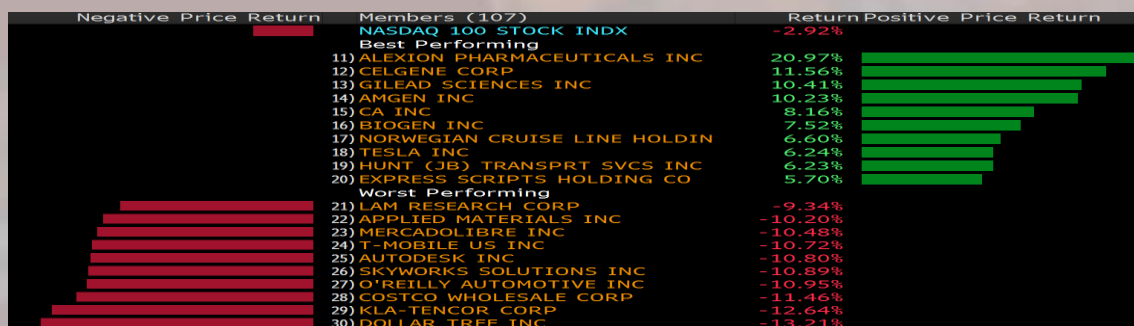 Negative Price Return Members (107) Return Positive Price Return
NASDAQ 100 STOCK INDX -2.92%
Best Performing
11) ALEXION PHARMACEUTICALS INC 20.97%
12) CELGENE CORP 11.56%
13) GILEAD SCIENCES INC 10.41%
14) AMGEN INC 10.23%
15) CA INC 8.16%
16) BIOGEN INC 7.52%
17) NORWEGIAN CRUISE LINE HOLDIN 6.60%
18) TESLA INC 6.24%
19) HUNT (JB) TRANSPRT SVCS INC 6.23%
20) EXPRESS SCRIPTS HOLDING CO 5.70%
Worst Performing
21) LAM RESEARCH CORP -9.34%
22) APPLIED MATERIALS INC -10.20%
23) MERCADOLIBRE INC -10.48%
24) T-MOBILE US INC -10.72%
25) AUTODESK INC -10.80%
26) SKYWORKS SOLUTIONS INC -10.89%
27) O'REILLY AUTOMOTIVE INC -10.95%
28) COSTCO WHOLESALE CORP -11.46%
29) KLA-TENCOR CORP -12.64%
30) DOLLAR TREE INC -13.21%